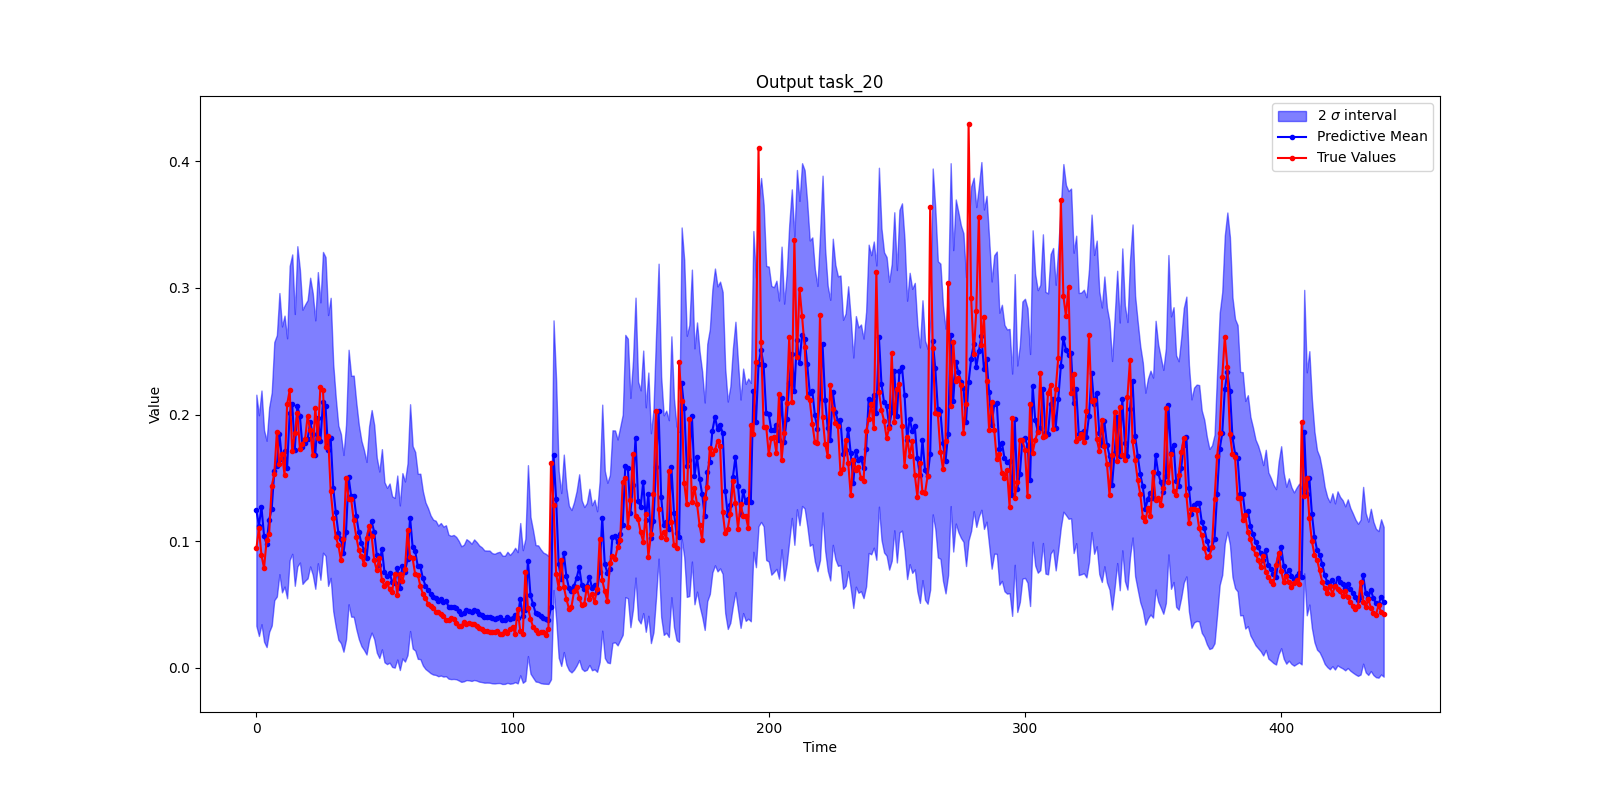 Output task_20
2 σ interval
Predictive Mean
True Values
0.4
0.3
0.2
0.1
0.0
Value
0
100
200
300
400
Time